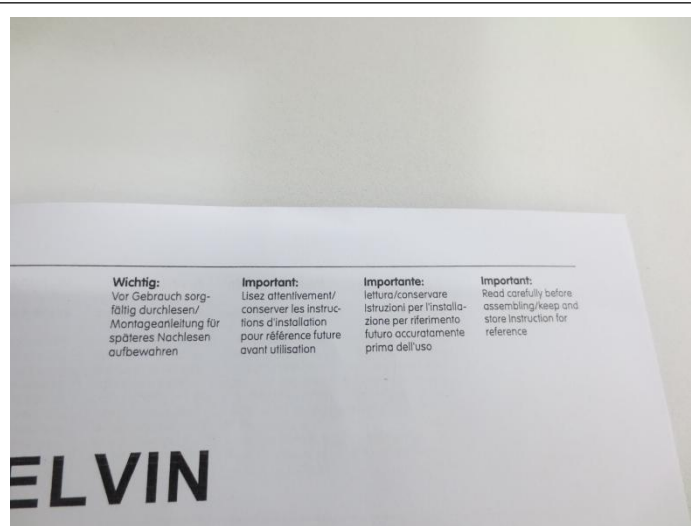 Wichtig:
Vor Gebrauch sorg-
fältig durchlesen/
Montageanleitung für
späteres Nachlesen
aufbewahren
Important:
Lisez attentivement/
conserver les instruc-
tions d'installation
pour référence future
avant utilisation
Importante:
lettura/conservare
Istruzioni per l'installa-
zione per riferimento
futuro accuratamente
prima dell'uso
Important:
Read carefully before
assembling/keep and
store Instruction for
reference
ELVIN